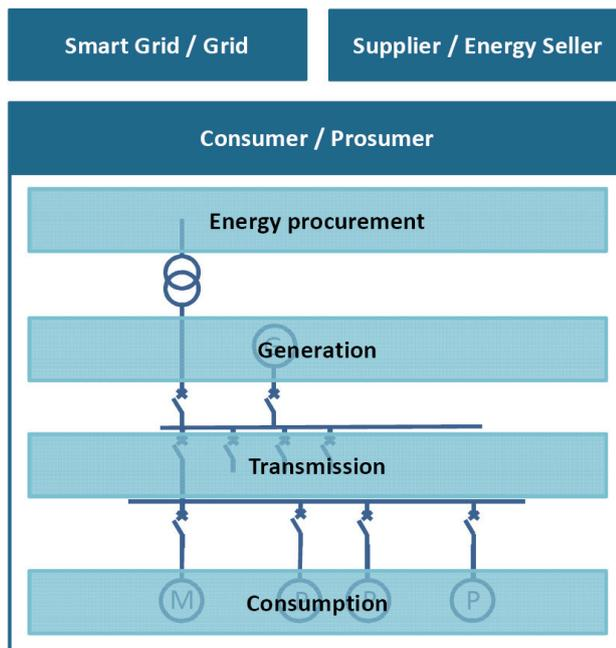 Smart Grid / Grid
Supplier / Energy Seller
Consumer / Prosumer
Energy procurement
G
Generation
Transmission
M
P
P
P
Consumption